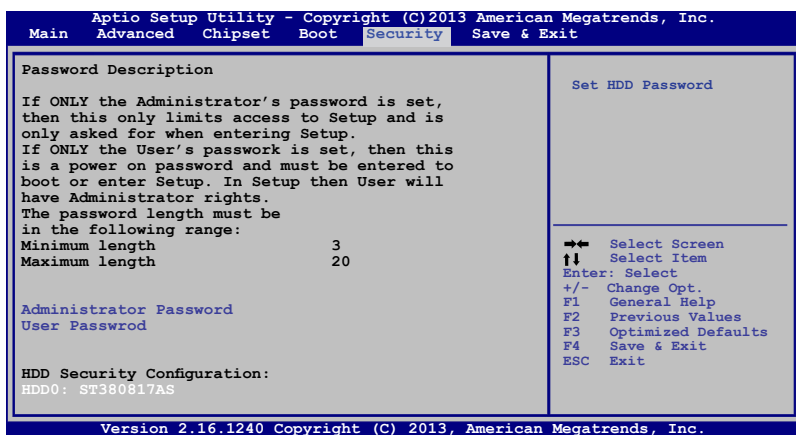 Aptio Setup Utility - Copyright (C)2013 American Megatrends, Inc.
Main Advanced Chipset Boot Security Save & Exit
Password Description
If ONLY the Administrator's password is set,
then this only limits access to Setup and is
only asked for when entering Setup.
If ONLY the User's passwork is set, then this
is a power on password and must be entered to
boot or enter Setup. In Setup then User will
have Administrator rights.
The password length must be
in the following range:
Minimum length 3
Maximum length 20
Administrator Password
User Passwrod
HDD Security Configuration:
HDD0: ST380817AS
Set HDD Password
→← Select Screen
↑↓ Select Item
Enter: Select
+/- Change Opt.
F1 General Help
F2 Previous Values
F3 Optimized Defaults
F4 Save & Exit
ESC Exit
Version 2.16.1240 Copyright (C) 2013, American Megatrends, Inc.